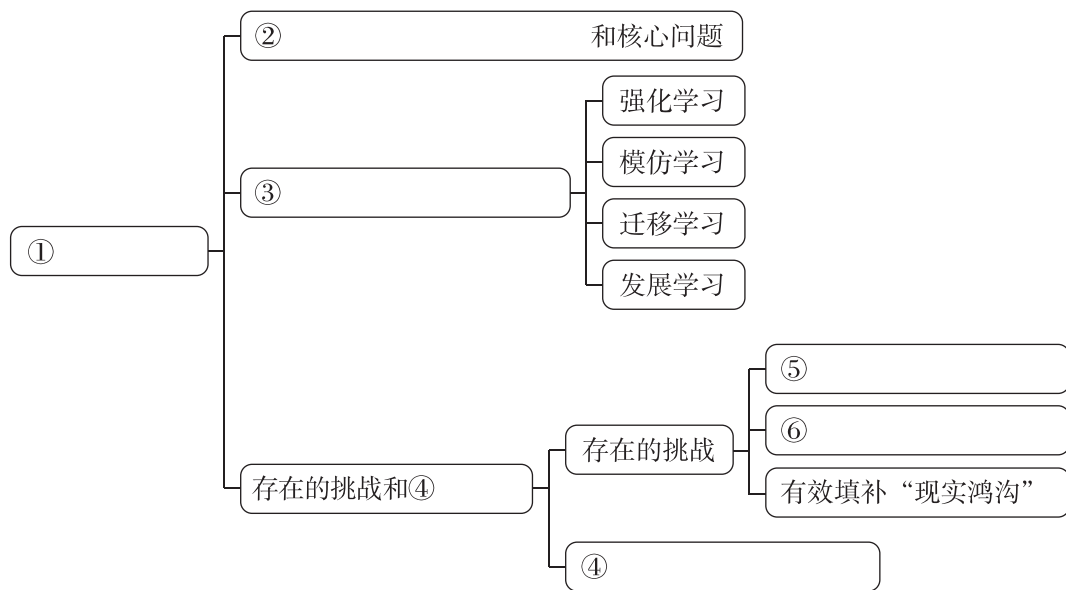 ② 和核心问题
强化学习
模仿学习
③
迁移学习
①
发展学习
⑤
⑥
存在的挑战
存在的挑战和④
有效填补“现实鸿沟”
④